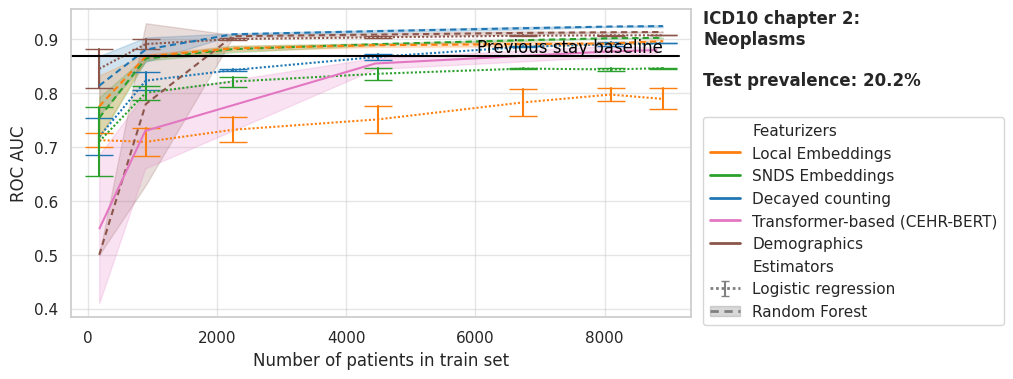 ICD10 chapter 2:
Neoplasms
Test prevalence: 20.2%
ROC AUC
0.9
0.8
0.7
0.6
0.5
0.4
Previous stay baseline
0
2000
4000
6000
8000
Number of patients in train set
Featurizers
Local Embeddings
SNDS Embeddings
Decayed counting
Transformer-based (CEHR-BERT)
Demographics
Estimators
Logistic regression
Random Forest